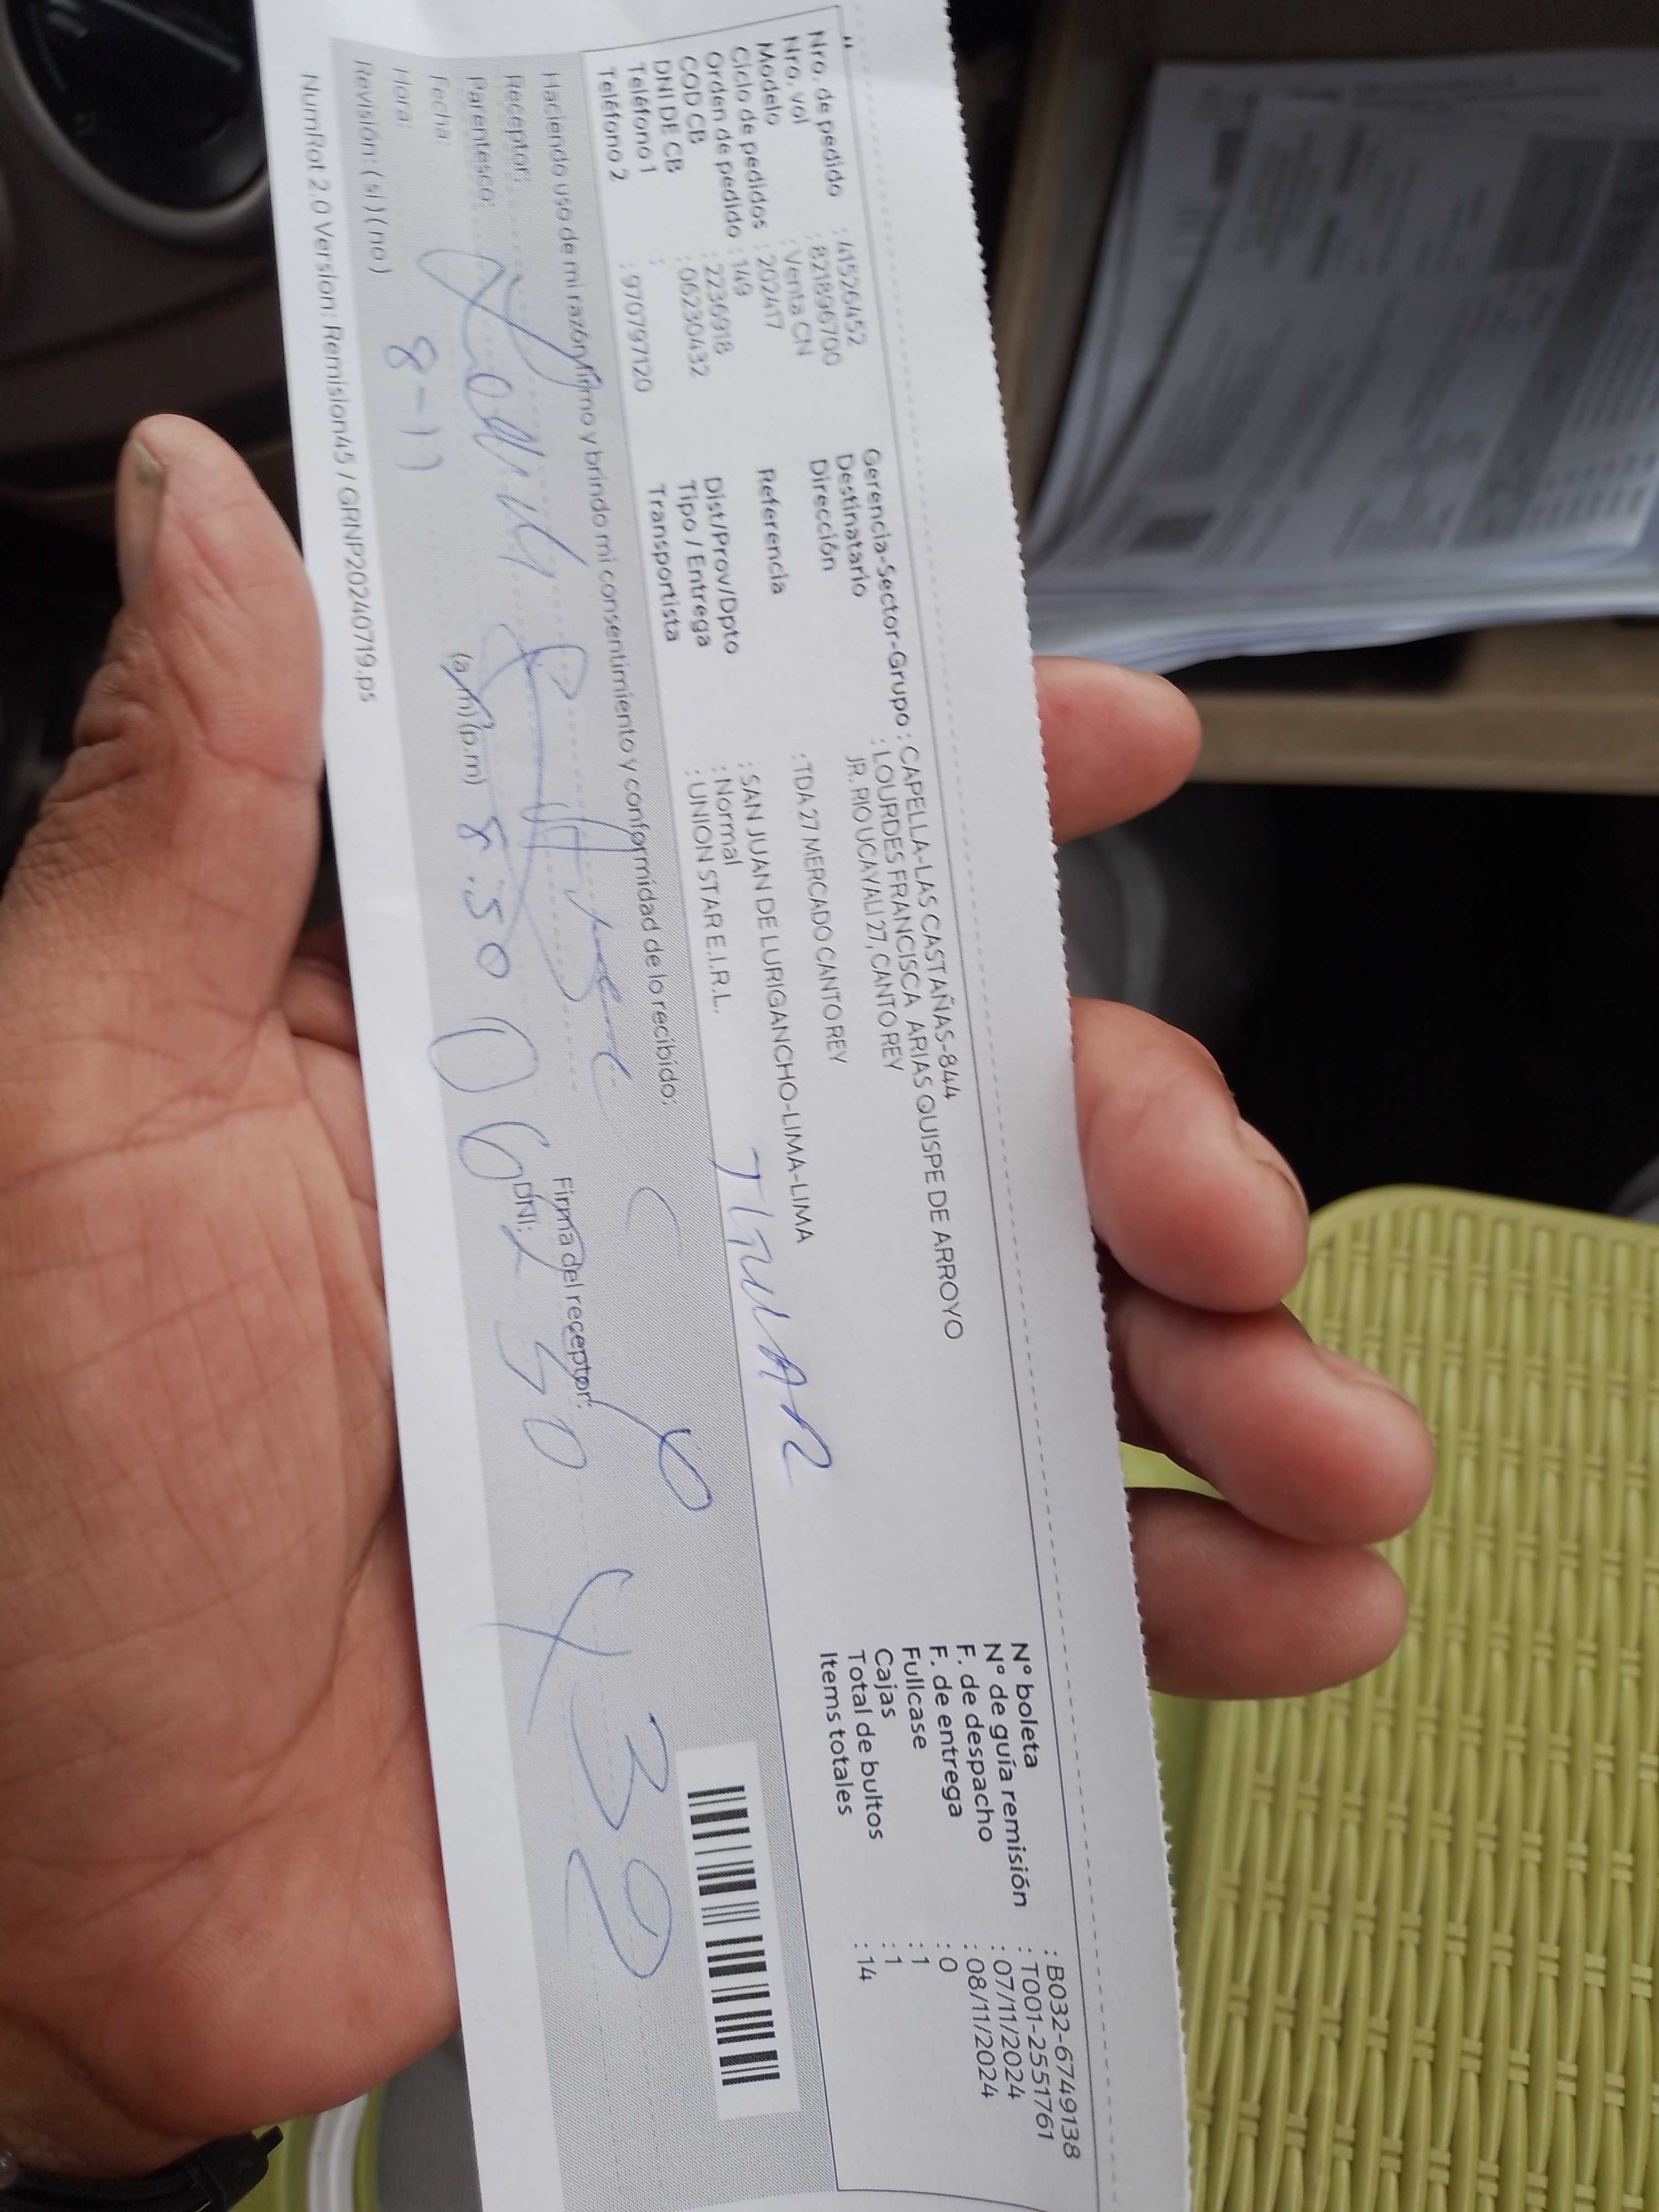 Nro. de pedido : 41526452
Nro. vol : 821896700
Modelo : Venta CN
Ciclo de pedidos : 202417
Orden de pedido : 149
COD CB : 2236918
DNI DE CB : 06230432
Teléfono 1 :
Teléfono 2 : 970797120
Gerencia-Sector-Grupo : CAPELLA-LAS CASTAÑAS-844
Destinatario : LOURDES FRANCISCA ARIAS QUISPE DE ARROYO
Dirección JR. RIO UCAYALI 27, CANTO REY
Referencia : TDA 27 MERCADO CANTO REY
Dist/Prov/Dpto : SAN JUAN DE LURIGANCHO-LIMA-LIMA
Tipo / Entrega : Normal
Transportista : UNION STAR E.I.R.L.
N° boleta : B032-6749138
N° de guía remisión : T001-2551761
F. de despacho : 07/11/2024
F. de entrega : 08/11/2024
Fullcase : 0
Cajas : 1
Total de bultos : 1
Items totales : 14
TITULAR
Haciendo uso de mi razón firmo y brindo mi consentimiento y conformidad de lo recibido:
Receptor:
Parentesco:
Firma del receptor:
Fecha: 8-11
DNI: 06230432
Hora: (a.m) (p.m) 8:50
Revisión: ( si ) ( no )
NumRot 2.0 Version: Remision45 / GRNP20240719.ps